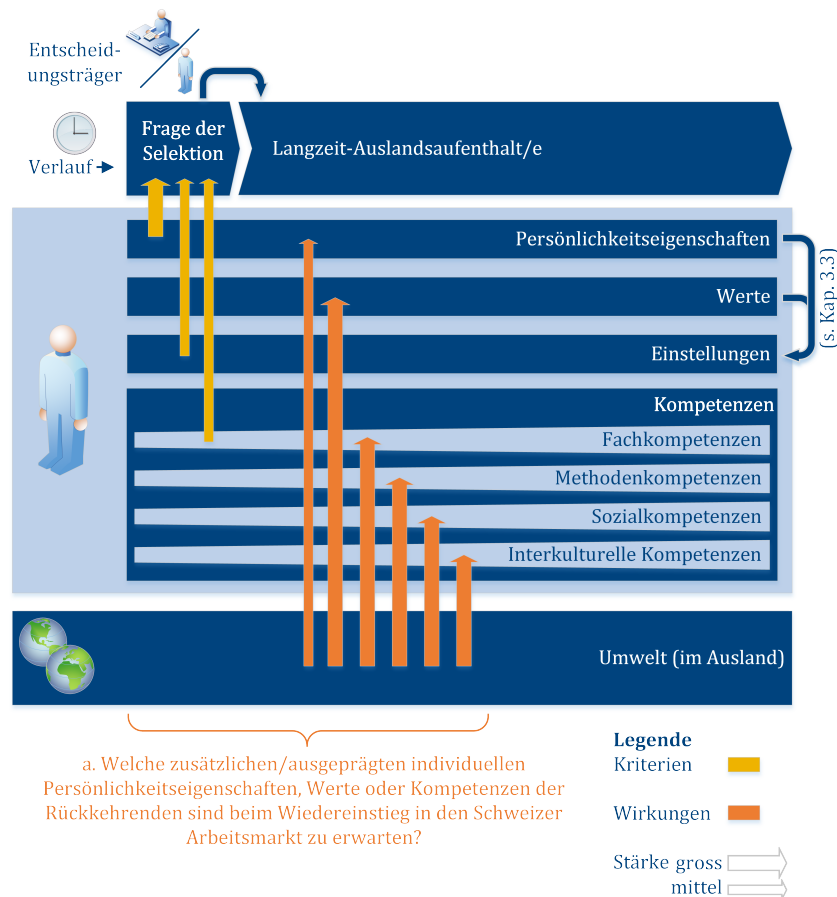 Entscheid-
ungsträger
Verlauf
Frage der
Selektion
Langzeit-Auslandsaufenthalt/e
Persönlichkeitseigenschaften
Werte
Einstellungen
(s. Kap. 3.3)
Kompetenzen
Fachkompetenzen
Methodenkompetenzen
Sozialkompetenzen
Interkulturelle Kompetenzen
Umwelt (im Ausland)
a. Welche zusätzlichen/ausgeprägten individuellen
Persönlichkeitseigenschaften, Werte oder Kompetenzen der
Rückkehrenden sind beim Wiedereinstieg in den Schweizer
Arbeitsmarkt zu erwarten?
Legende
Kriterien
Wirkungen
Stärke gross
mittel